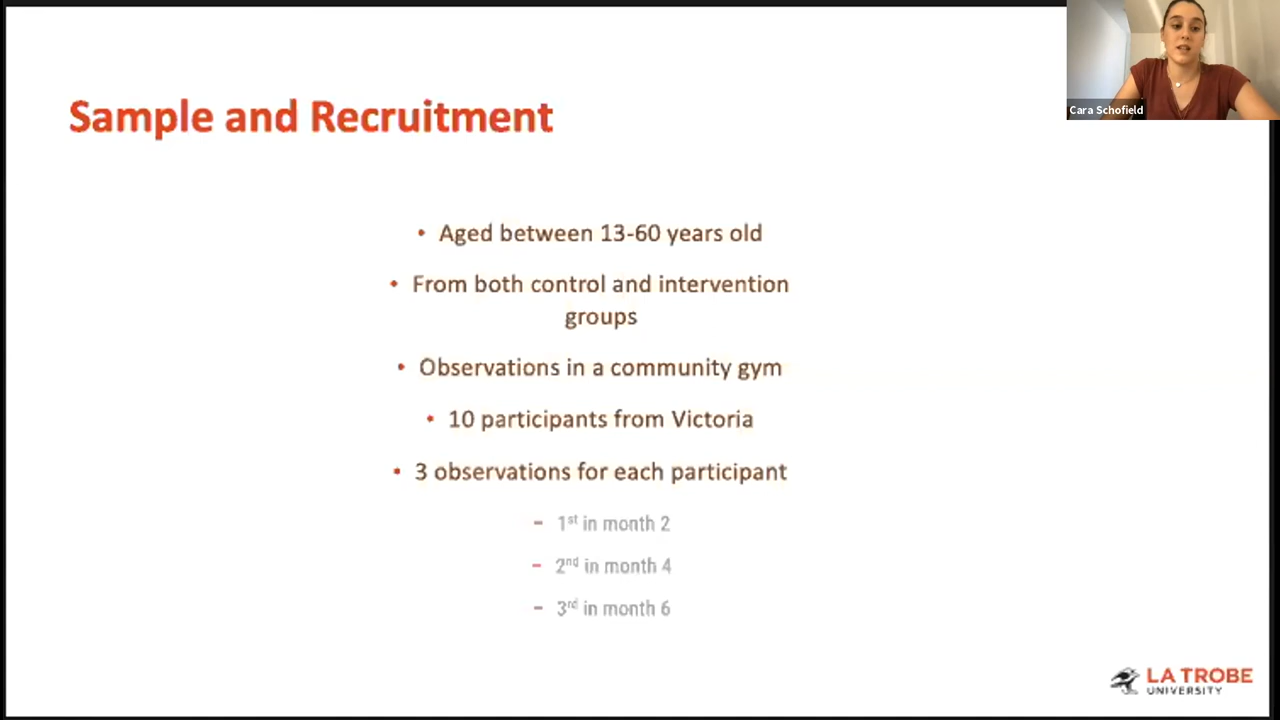 Cara Schofield
Sample and Recruitment
• Aged between 13-60 years old
• From both control and intervention
groups
• Observations in a community gym
• 10 participants from Victoria
• 3 observations for each participant
– 1st in month 2
– 2nd in month 4
– 3rd in month 6
LA TROBE
UNIVERSITY